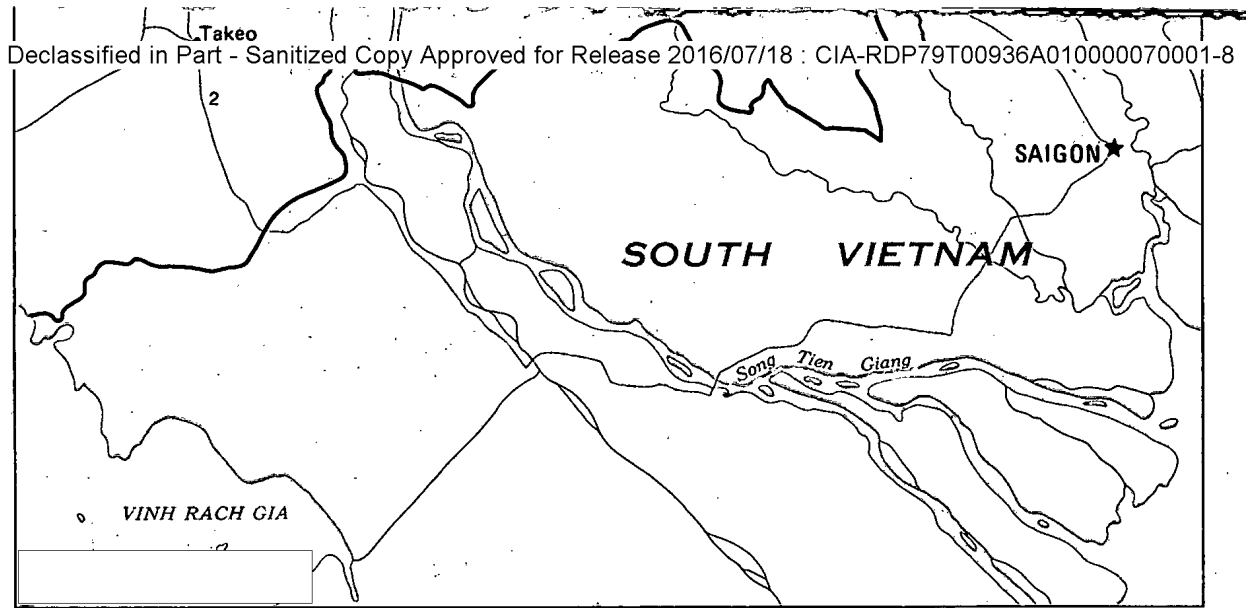 Takeo
Declassified in Part - Sanitized Copy Approved for Release 2016/07/18 : CIA-RDP79T00936A010000070001-8
2
SAIGON
SOUTH VIETNAM
Song Tien Giang
VINH RACH GIA